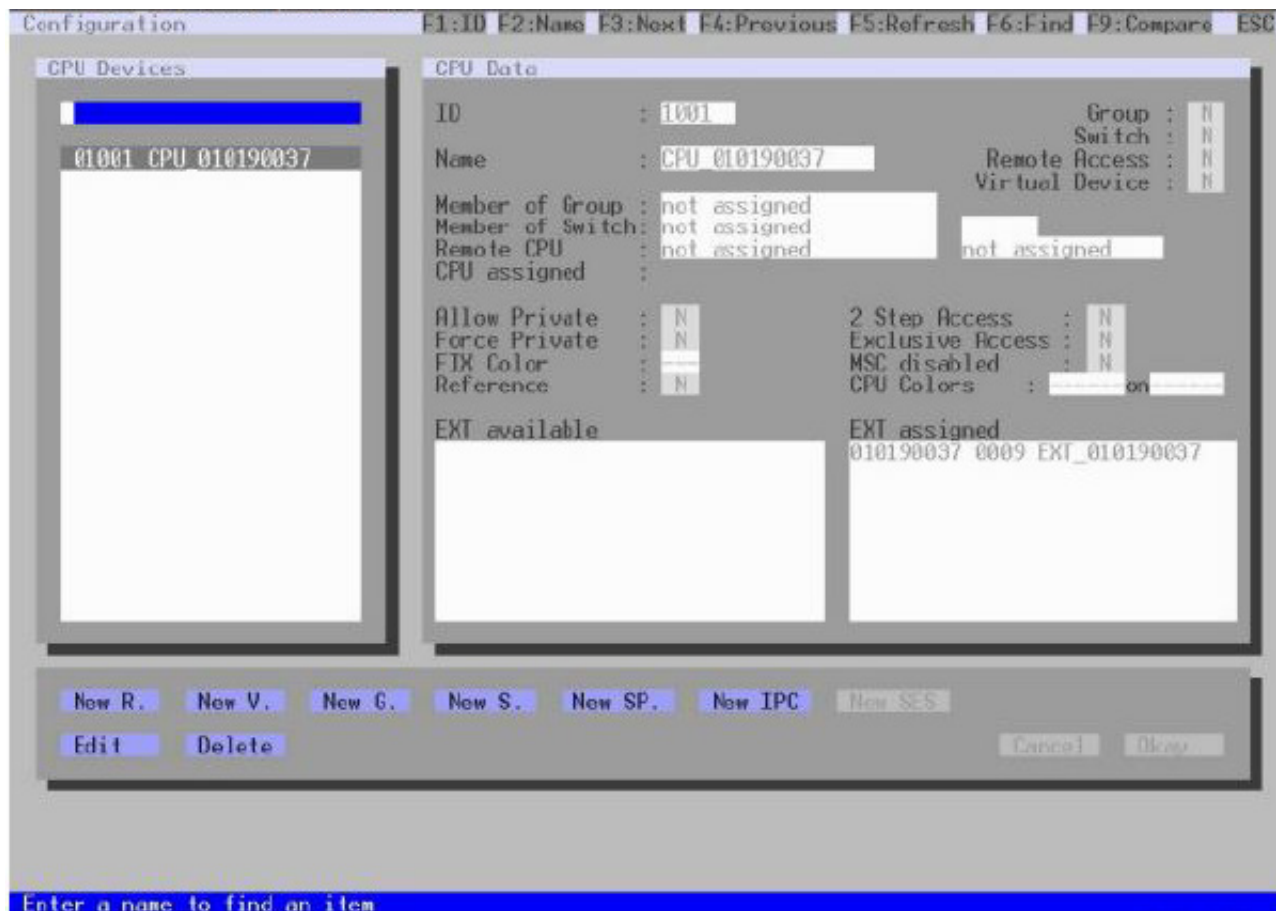 Configuration F1:ID F2:Name F3:Next F4:Previous F5:Refresh F6:Find F9:Compare ESC
CPU Devices
01001 CPU_010190037
CPU Data
ID : 1001
Group : N
Switch : N
Name : CPU_010190037
Remote Access : N
Virtual Device : N
Member of Group : not assigned
Member of Switch: not assigned
Remote CPU : not assigned not assigned
CPU assigned :
Allow Private : N 2 Step Access : N
Force Private : N Exclusive Access : N
FIX Color : --- MSC disabled : N
Reference : N CPU Colors : ------on------
EXT available EXT assigned
010190037 0009 EXT_010190037
New R. New V. New G. New S. New SP. New IPC New SES
Edit Delete Cancel Okay
Enter a name to find an item